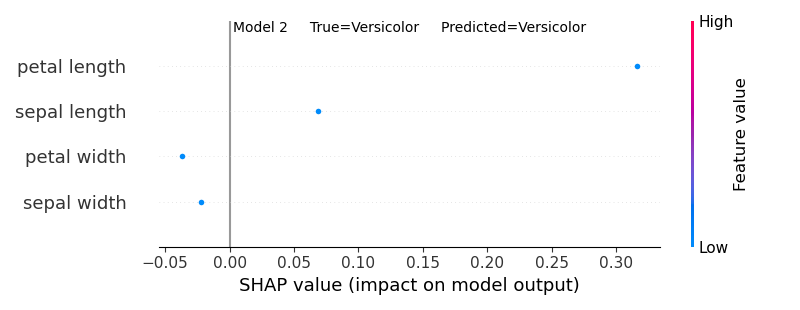 Model 2 True=Versicolor Predicted=Versicolor
High
petal length
sepal length
petal width
sepal width
Feature value
Low
−0.05 0.00 0.05 0.10 0.15 0.20 0.25 0.30
SHAP value (impact on model output)